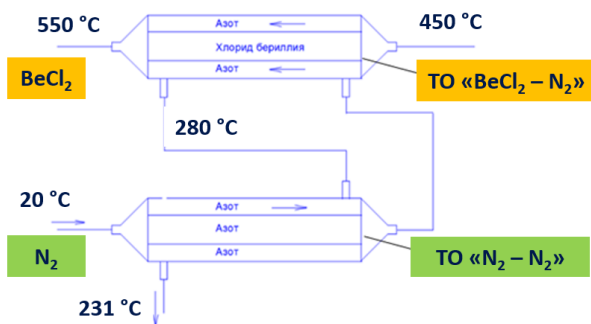 550 °C
450 °C
Азот
Хлорид бериллия
Азот
BeCl₂
ТО «BeCl₂ – N₂»
280 °C
20 °C
Азот
Азот
Азот
N₂
ТО «N₂ – N₂»
231 °C